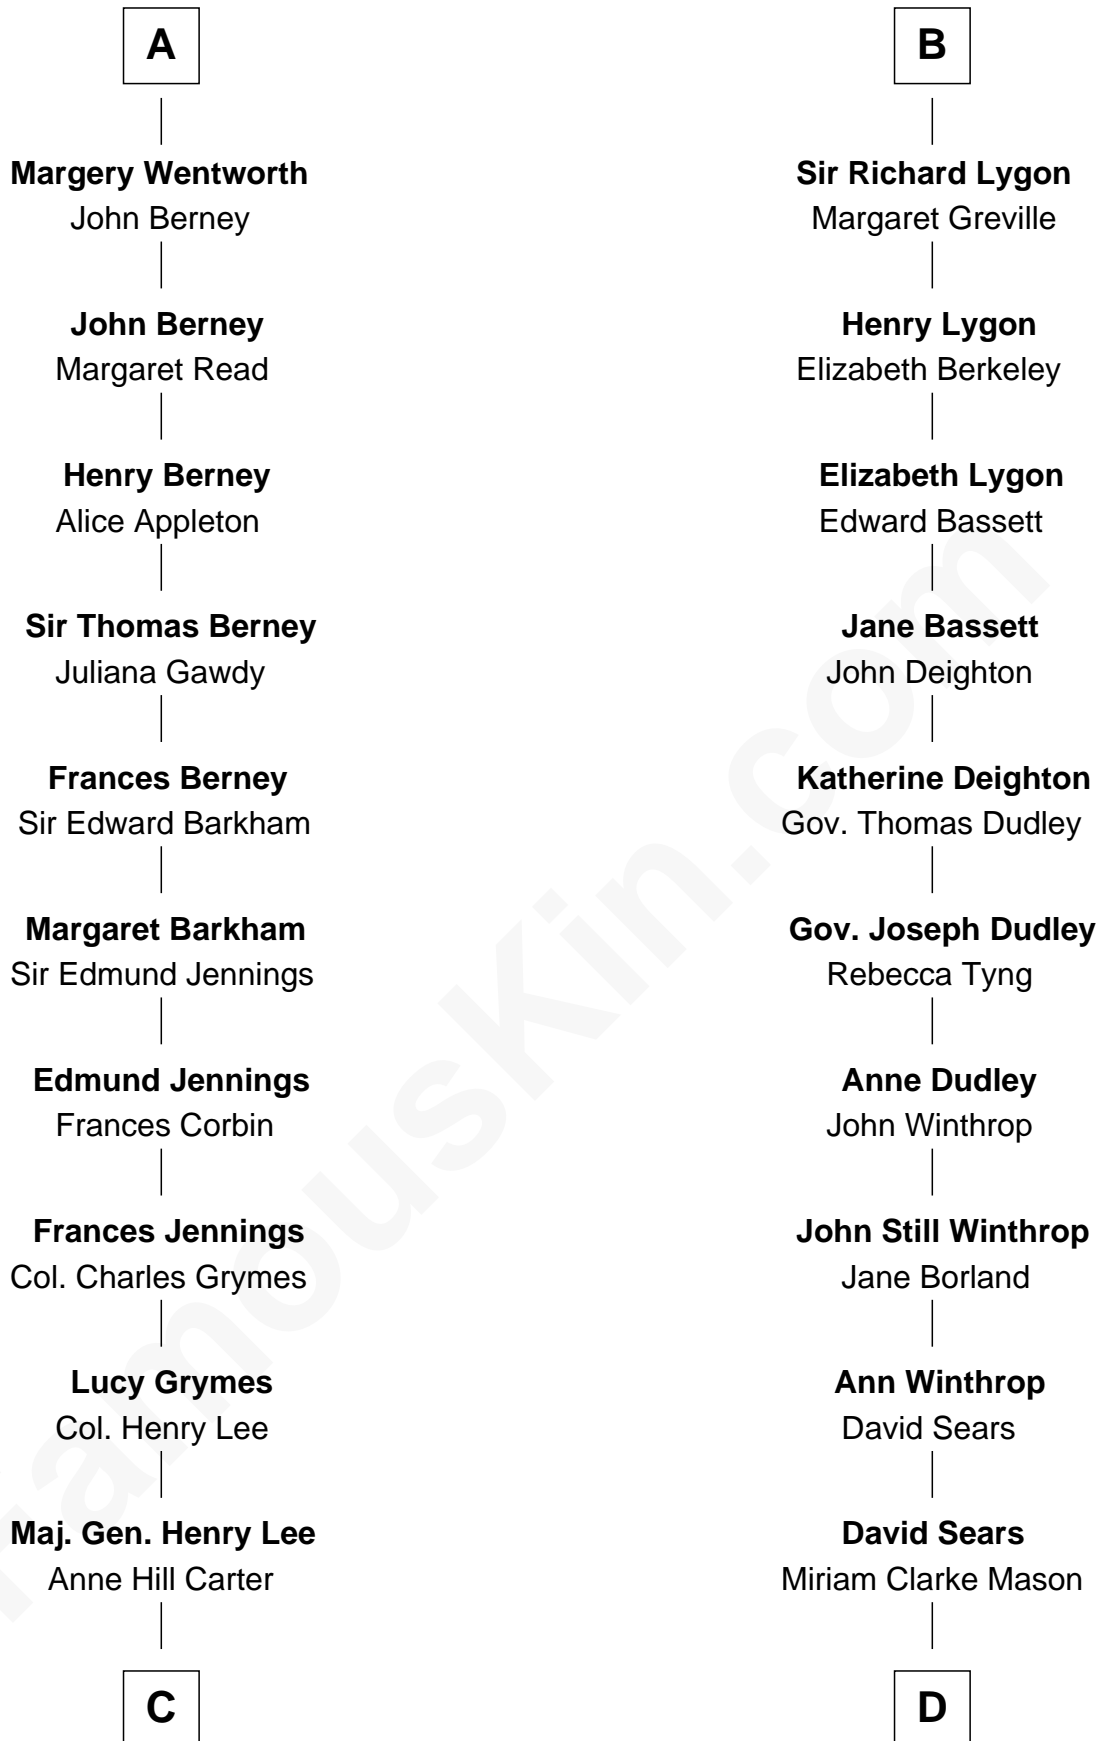 A
Margery Wentworth
John Berney
John Berney
Margaret Read
Henry Berney
Alice Appleton
Sir Thomas Berney
Juliana Gawdy
Frances Berney
Sir Edward Barkham
Margaret Barkham
Sir Edmund Jennings
Edmund Jennings
Frances Corbin
Frances Jennings
Col. Charles Grymes
Lucy Grymes
Col. Henry Lee
Maj. Gen. Henry Lee
Anne Hill Carter
C
B
Sir Richard Lygon
Margaret Greville
Henry Lygon
Elizabeth Berkeley
Elizabeth Lygon
Edward Bassett
Jane Bassett
John Deighton
Katherine Deighton
Gov. Thomas Dudley
Gov. Joseph Dudley
Rebecca Tyng
Anne Dudley
John Winthrop
John Still Winthrop
Jane Borland
Ann Winthrop
David Sears
David Sears
Miriam Clarke Mason
D
FamousKin.com